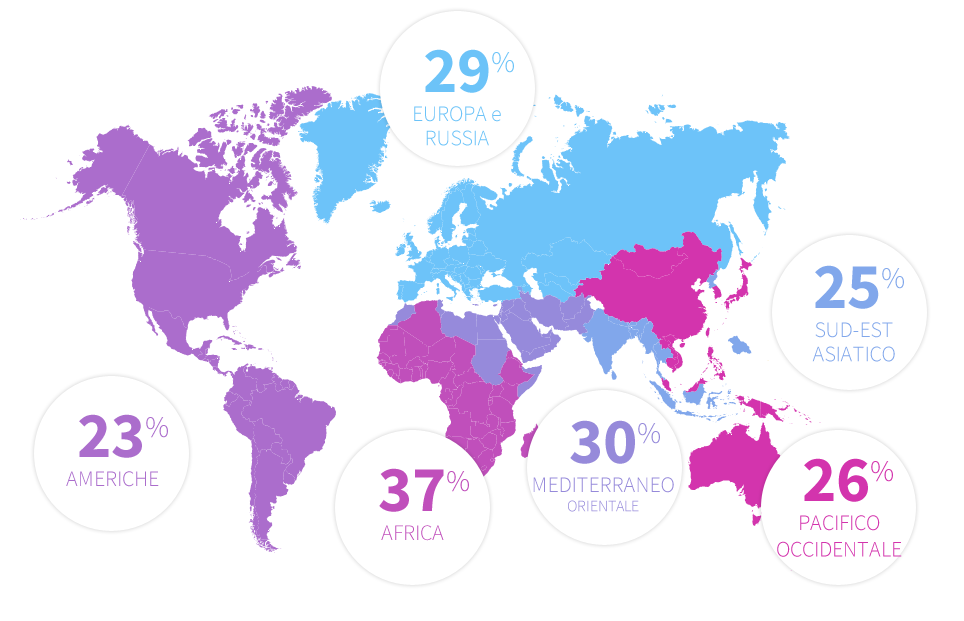 29%
EUROPA e
RUSSIA
25%
SUD-EST
ASIATICO
23%
AMERICHE
37%
AFRICA
30%
MEDITERRANEO
ORIENTALE
26%
PACIFICO
OCCIDENTALE